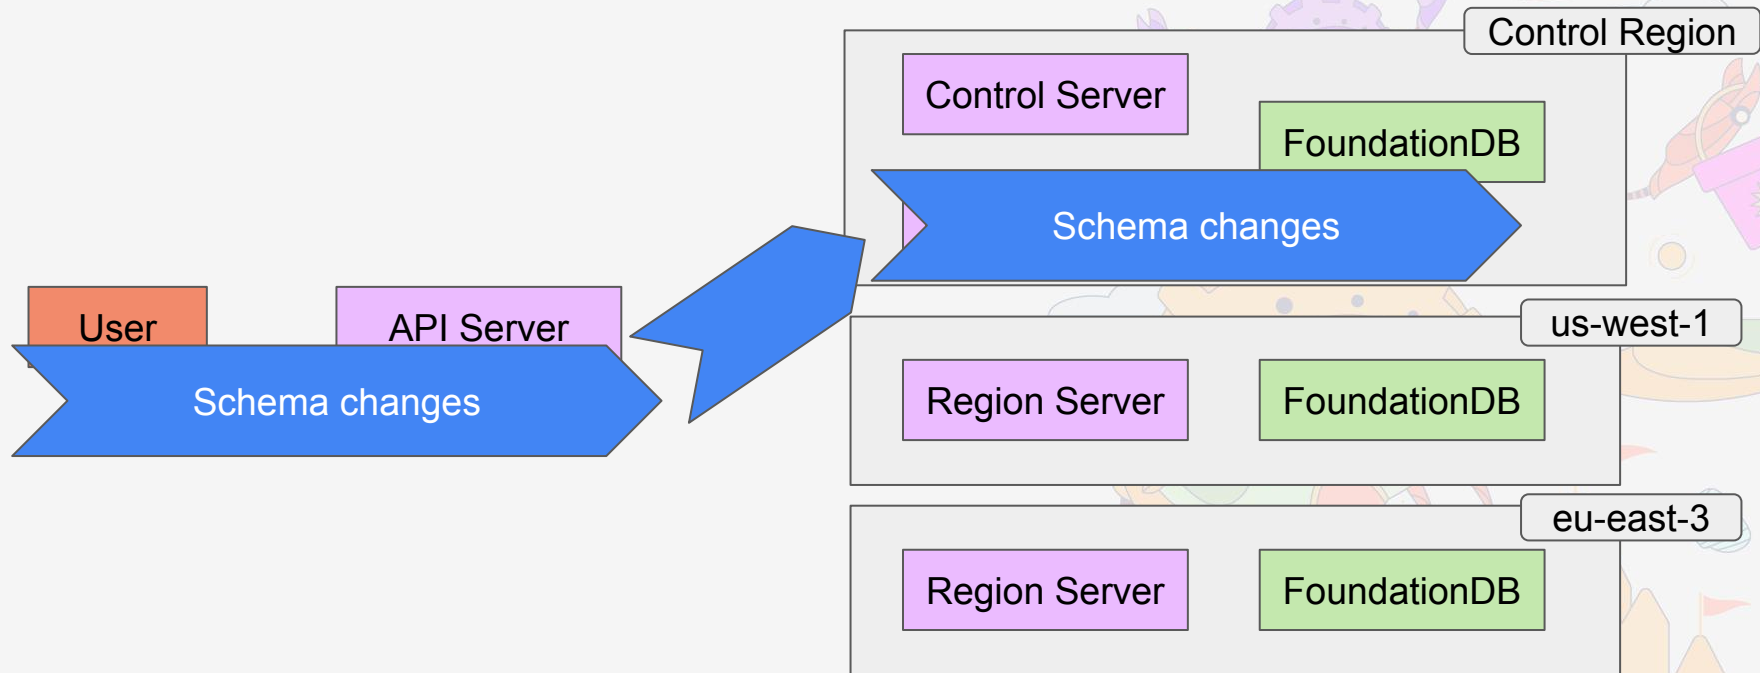 Control Region
Control Server
FoundationDB
Schema changes
User
API Server
Schema changes
us-west-1
Region Server
FoundationDB
eu-east-3
Region Server
FoundationDB